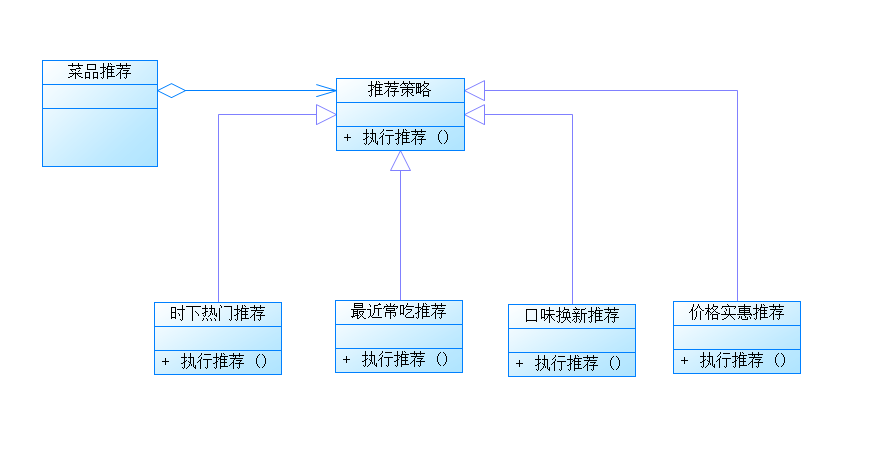 菜品推荐
推荐策略
+ 执行推荐 ()
时下热门推荐
+ 执行推荐 ()
最近常吃推荐
+ 执行推荐 ()
口味换新推荐
+ 执行推荐 ()
价格实惠推荐
+ 执行推荐 ()